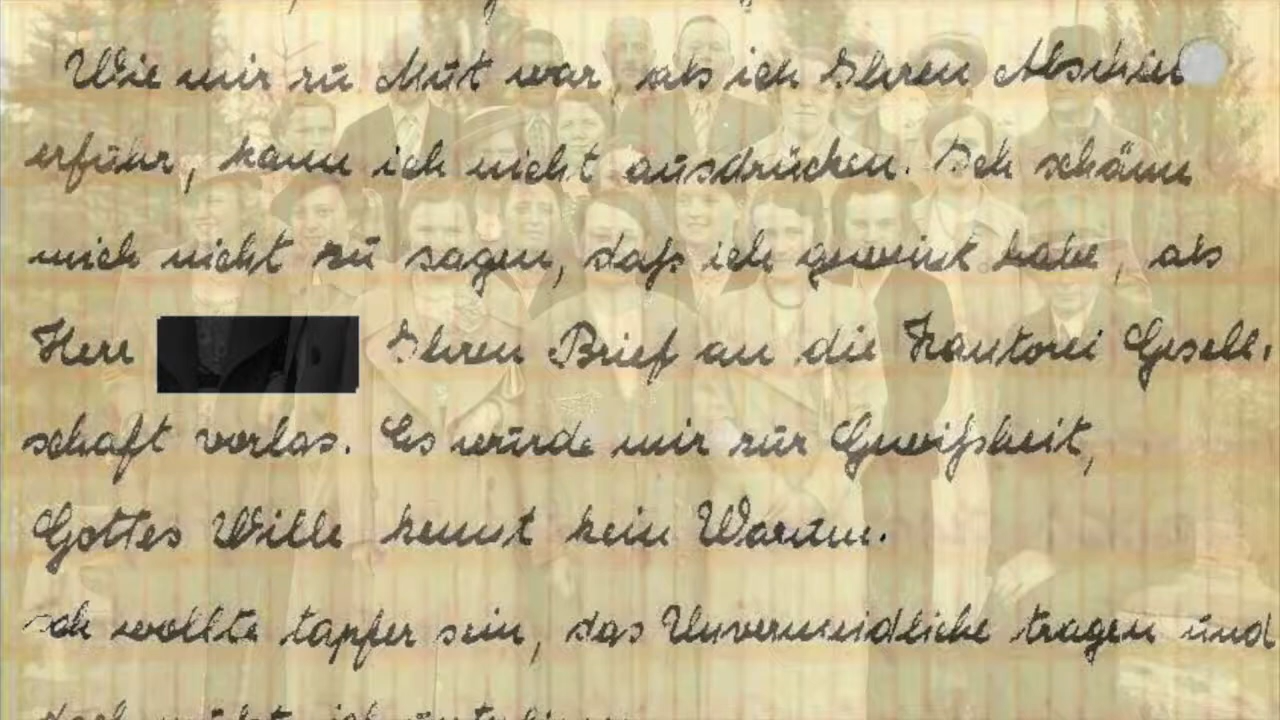 Wie mir zu Mut war, als ich Ihren Abschied
erfuhr, kann ich nicht ausdrücken. Ich schäme
mich nicht zu sagen, daß ich geweint habe, als
Herr Ihren Brief an die Kantorei Gesell-
schaft vorlas. Es wurde mir zur Gewißheit,
Gottes Wille kennt kein Warum.
Ich wollte tapfer sein, das Unvermeidliche tragen und